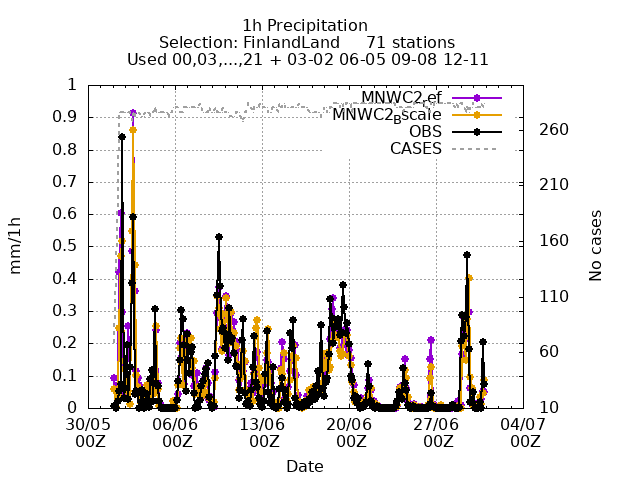 1h Precipitation
Selection: FinlandLand 71 stations
Used 00,03,...,21 + 03-02 06-05 09-08 12-11
MNWC2.ef
MNWC2Bscale
OBS
CASES
1
0.9
0.8
0.7
0.6
0.5
0.4
0.3
0.2
0.1
0
mm/1h
260
210
160
110
60
10
No cases
30/05 06/06 13/06 20/06 27/06 04/07
00Z 00Z 00Z 00Z 00Z 00Z
Date